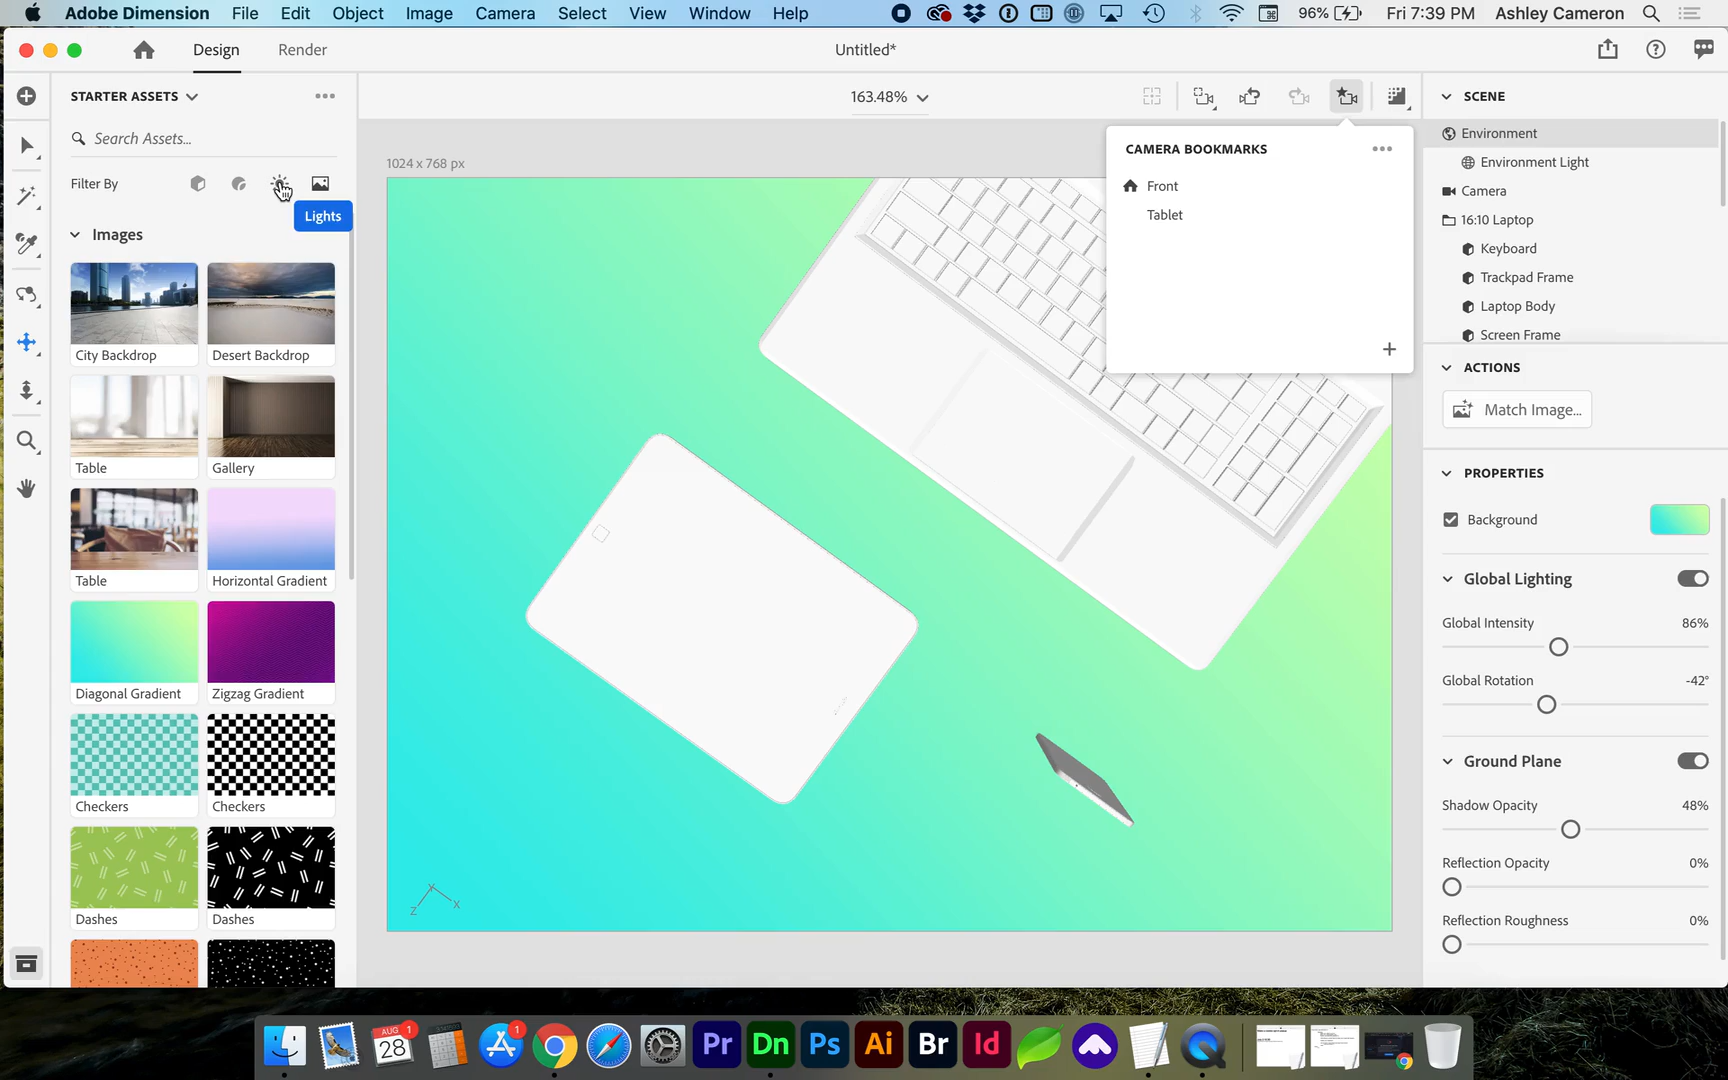 Adobe Dimension File Edit Object Image Camera Select View Window Help 96% Fri 7:39 PM Ashley Cameron
Design Render Untitled*
STARTER ASSETS
Search Assets...
Filter By
Lights
Images
City Backdrop Desert Backdrop
Table Gallery
Table Horizontal Gradient
Diagonal Gradient Zigzag Gradient
Checkers Checkers
Dashes Dashes
163.48%
1024 x 768 px
CAMERA BOOKMARKS
Front
Tablet
Y
Z X
SCENE
Environment
Environment Light
Camera
16:10 Laptop
Keyboard
Trackpad Frame
Laptop Body
Screen Frame
ACTIONS
Match Image...
PROPERTIES
Background
Global Lighting
Global Intensity 86%
Global Rotation -42°
Ground Plane
Shadow Opacity 48%
Reflection Opacity 0%
Reflection Roughness 0%
AUG 1 28 1 Pr Dn Ps Ai Br Id